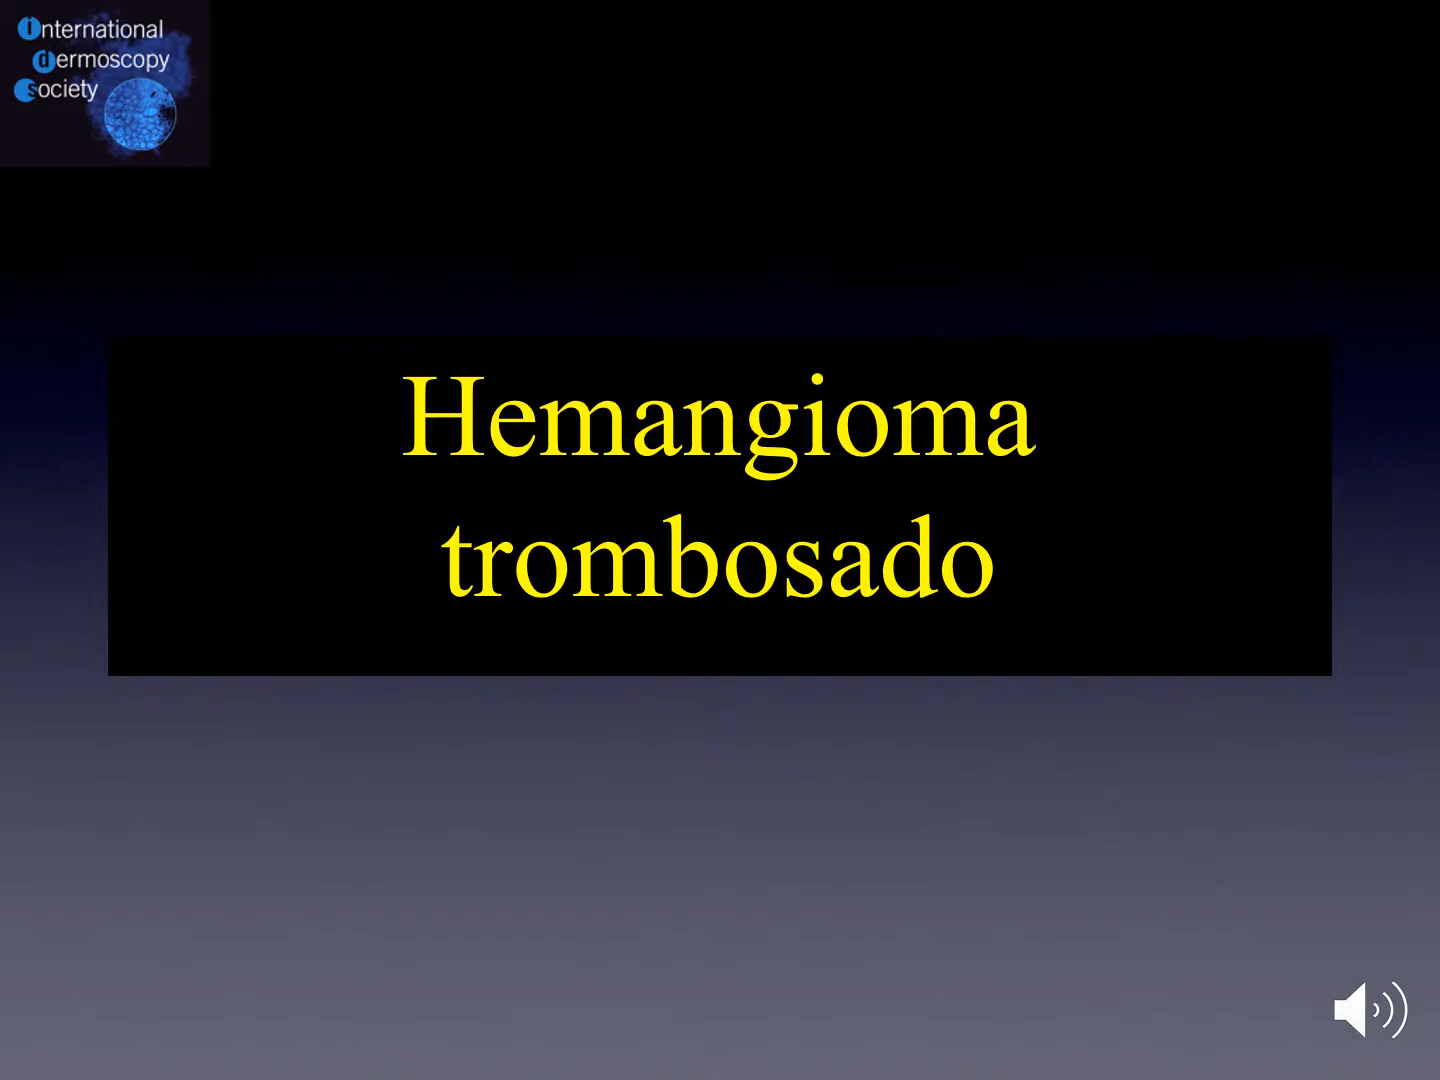 International
dermoscopy
Society
Hemangioma
trombosado